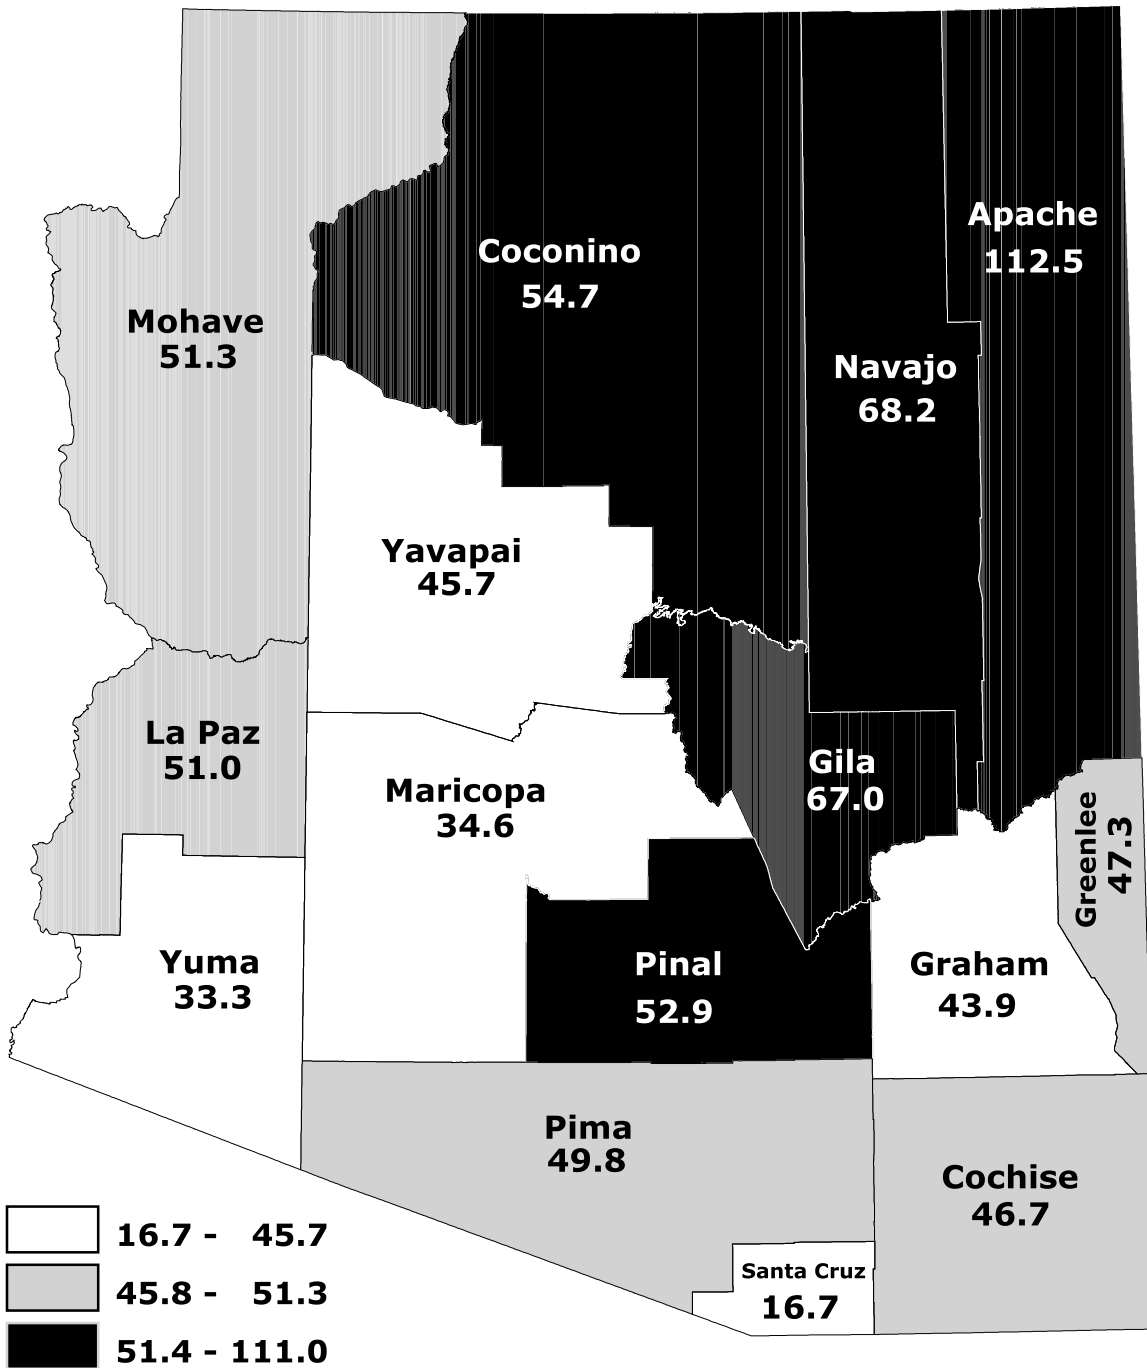 Apache
112.5
Coconino
54.7
Mohave
51.3
Navajo
68.2
Yavapai
45.7
La Paz
51.0
Gila
67.0
Maricopa
34.6
Greenlee
47.3
Yuma
33.3
Pinal
52.9
Graham
43.9
Pima
49.8
Cochise
46.7
Santa Cruz
16.7
16.7 - 45.7
45.8 - 51.3
51.4 - 111.0